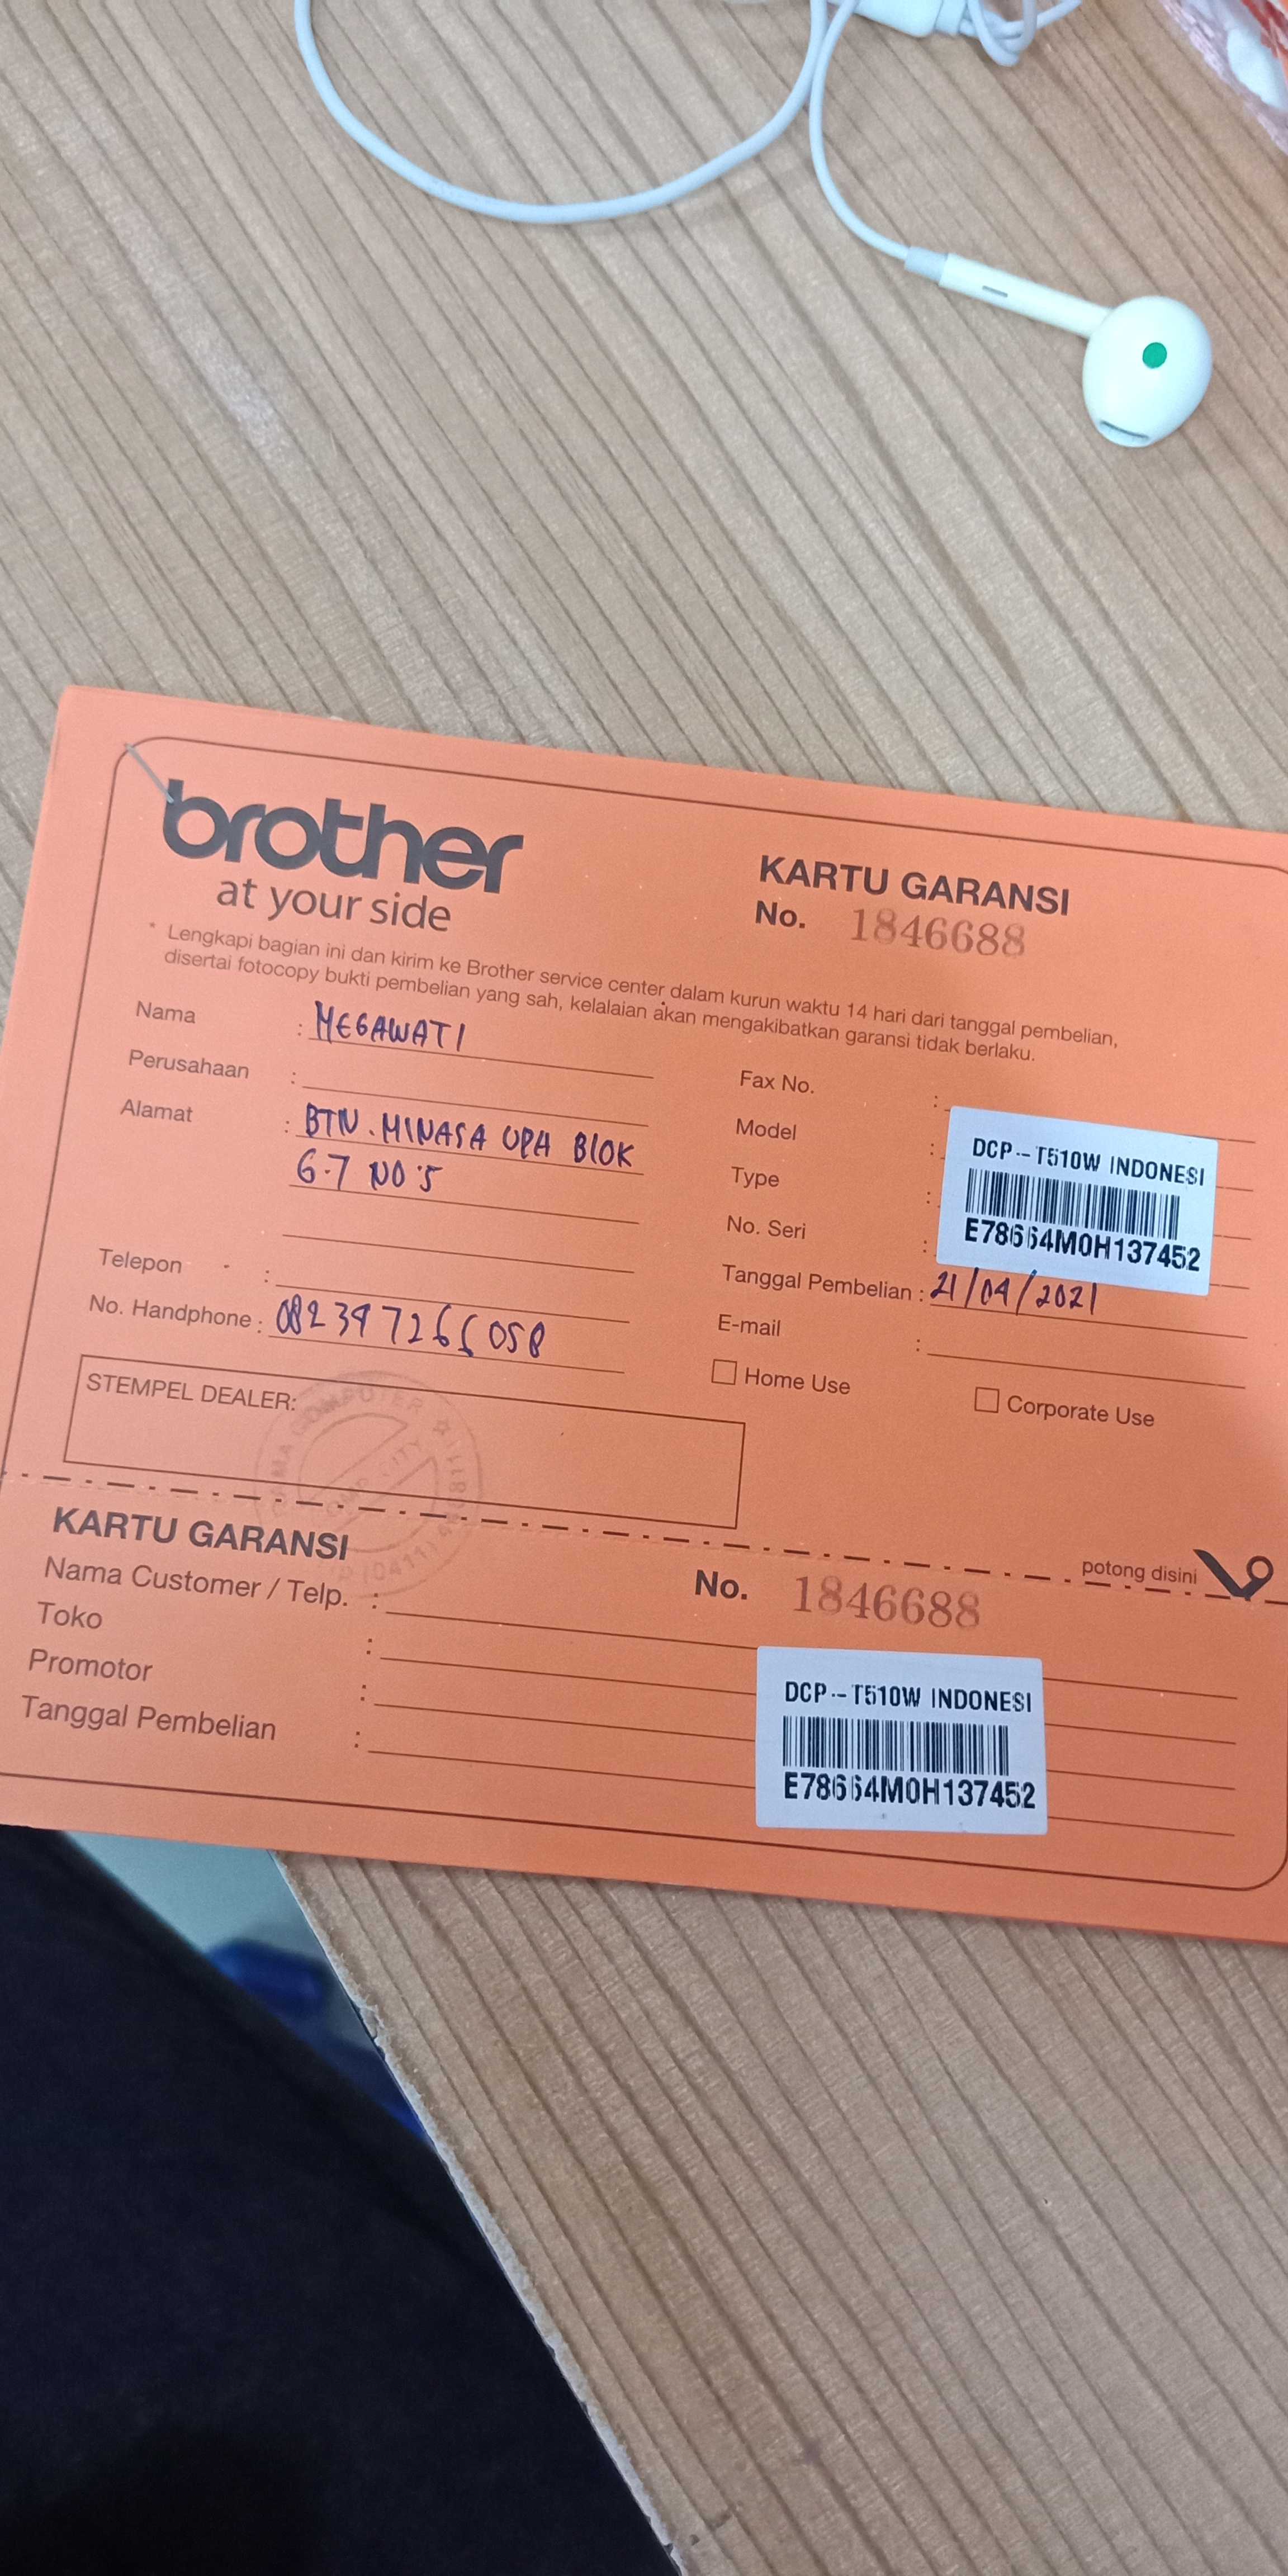 brother
at your side
KARTU GARANSI
No. 1846688
* Lengkapi bagian ini dan kirim ke Brother service center dalam kurun waktu 14 hari dari tanggal pembelian,
disertai fotocopy bukti pembelian yang sah, kelalaian akan mengakibatkan garansi tidak berlaku.
Nama : MEGAWATI
Perusahaan :
Alamat : BTN. MINASA UPA BLOK
G.7 NO.5
Telepon :
No. Handphone :
Fax No. :
Model :
Type :
No. Seri :
DCP-T510W INDONESI
E78664M0H137452
Tanggal Pembelian : 21/04/2021
E-mail :
Home Use
Corporate Use
STEMPEL DEALER:
COMPUTER
CITY
potong disini
KARTU GARANSI
No. 1846688
Nama Customer / Telp. :
Toko :
Promotor :
Tanggal Pembelian :
DCP-T510W INDONESI
E78664M0H137452